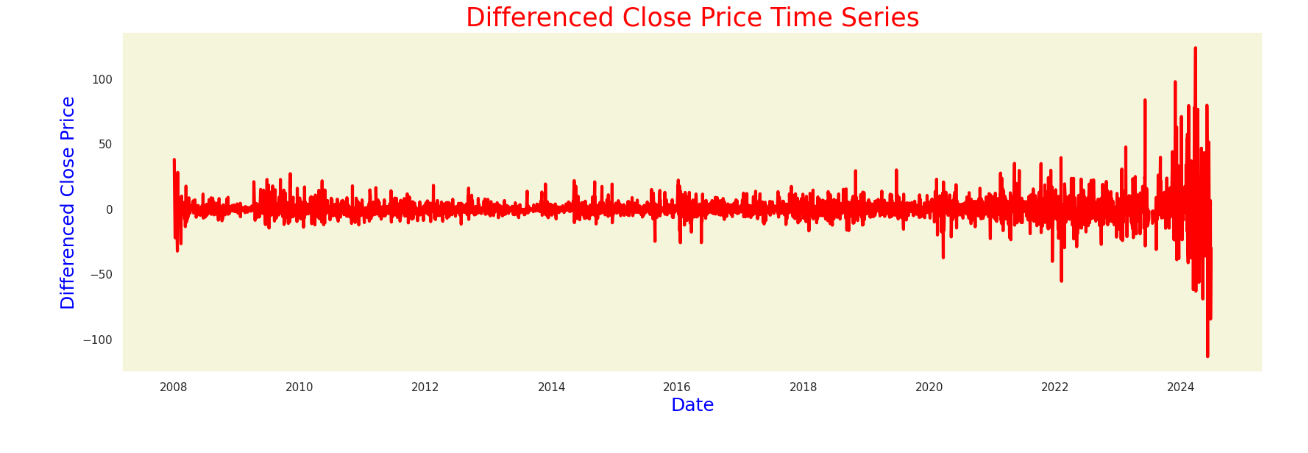 Differenced Close Price Time Series
Differenced Close Price
100
50
0
−50
−100
2008 2010 2012 2014 2016 2018 2020 2022 2024
Date